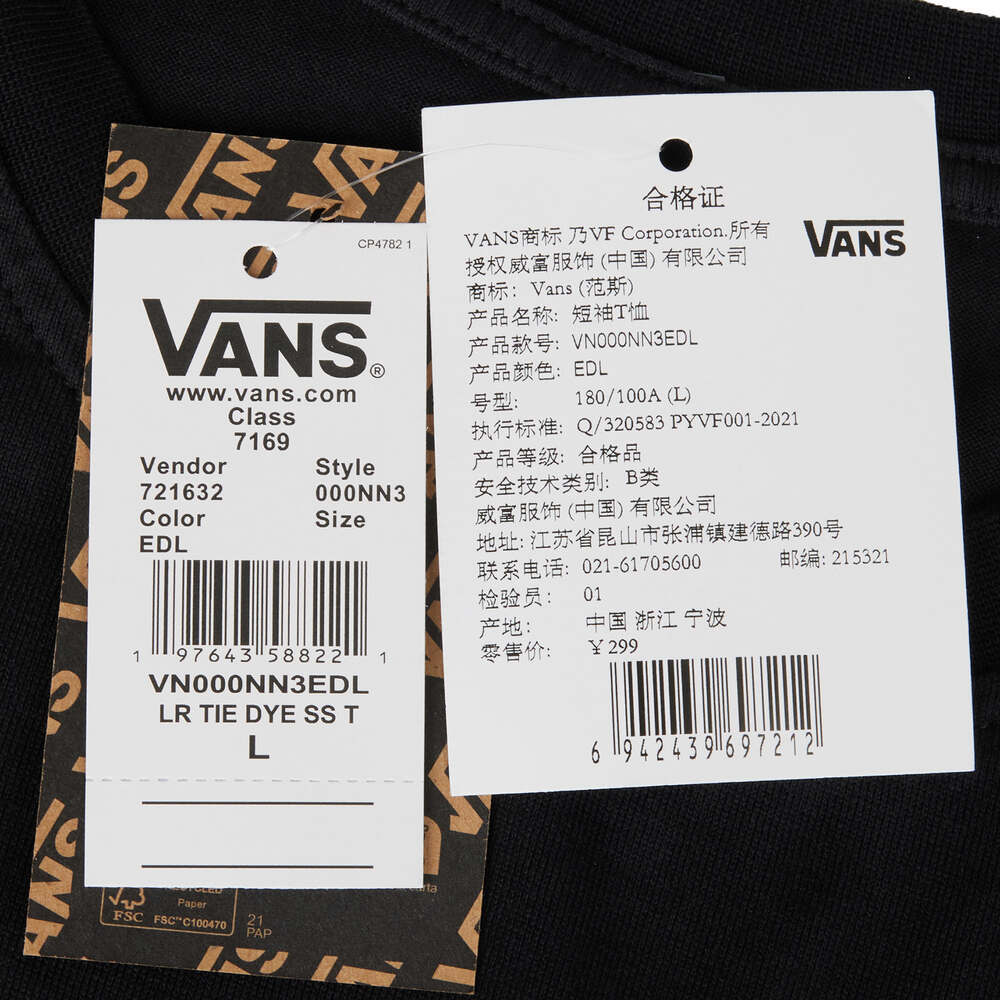 CP4782 1
VANS®
www.vans.com
Class
7169
Vendor Style
721632 000NN3
Color Size
EDL
1 97643 58822 1
VN000NN3EDL
LR TIE DYE SS T
L
合格证
VANS商标 乃VF Corporation.所有
授权威富服饰 (中国) 有限公司
VANS
商标: Vans (范斯)
产品名称: 短袖T恤
产品款号: VN000NN3EDL
产品颜色: EDL
号型: 180/100A (L)
执行标准: Q/320583 PYVF001-2021
产品等级: 合格品
安全技术类别: B类
威富服饰 (中国) 有限公司
地址: 江苏省昆山市张浦镇建德路390号
联系电话: 021-61705600 邮编: 215321
检验员: 01
产地: 中国 浙江 宁波
零售价: ¥299
6 942439 697212
VANS
VANS
VANS
RECYCLED
Paper
FSC FSC™C100470
21
PAP